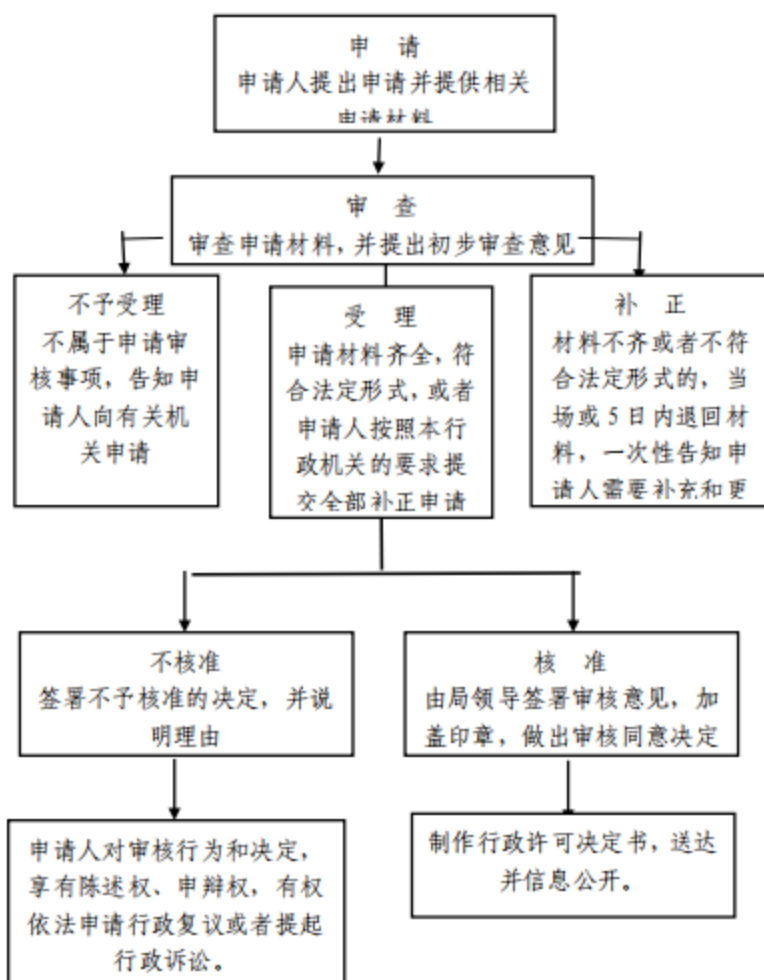 申 请
申请人提出申请并提供相关
申请材料
审 查
审查申请材料，并提出初步审查意见
不予受理
不属于申请审
核事项，告知申
请人向有关机
关申请
受 理
申请材料齐全，符
合法定形式，或者
申请人按照本行
政机关的要求提
交全部补正申请
补 正
材料不齐或者不符
合法定形式的，当
场或 5 日内退回材
料，一次性告知申
请人需要补充和更
不核准
签署不予核准的决定，并说
明理由
核 准
由局领导签署审核意见，加
盖印章，做出审核同意决定
申请人对审核行为和决定，
享有陈述权、申辩权，有权
依法申请行政复议或者提起
行政诉讼。
制作行政许可决定书，送达
并信息公开。